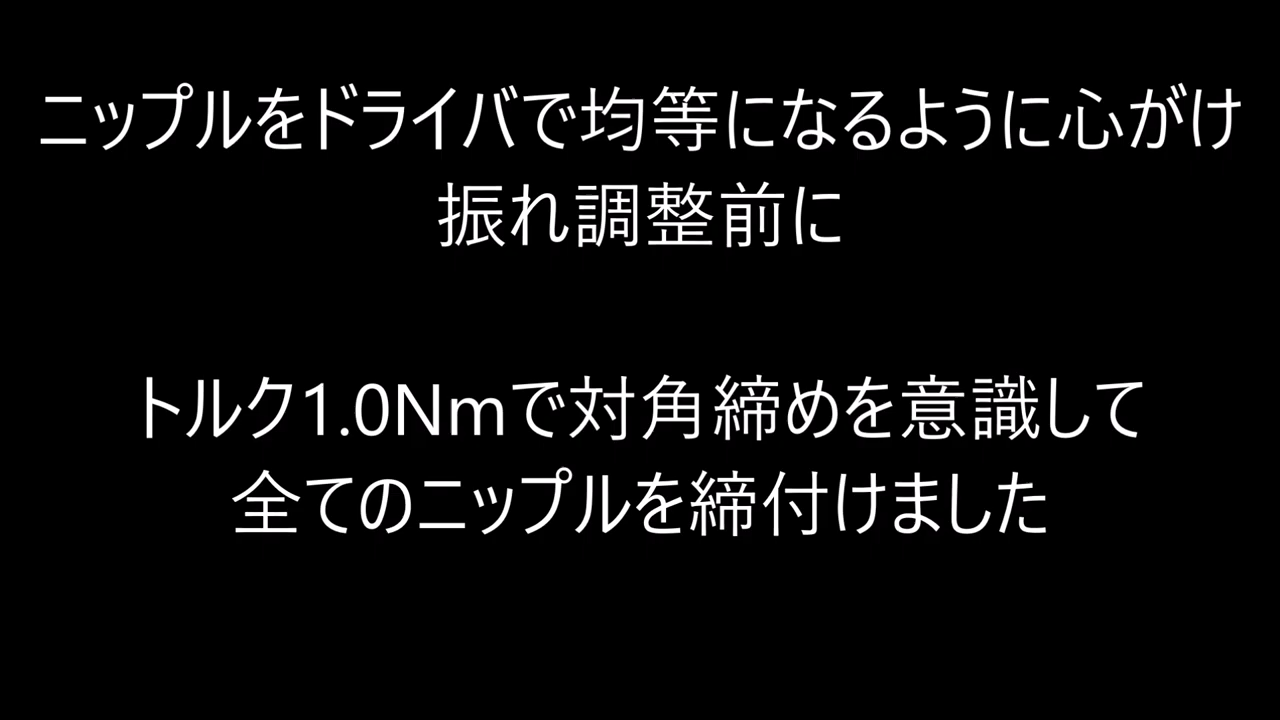 ニップルをドライバで均等になるように心がけ
振れ調整前に
トルク1.0Nmで対角締めを意識して
全てのニップルを締付けました